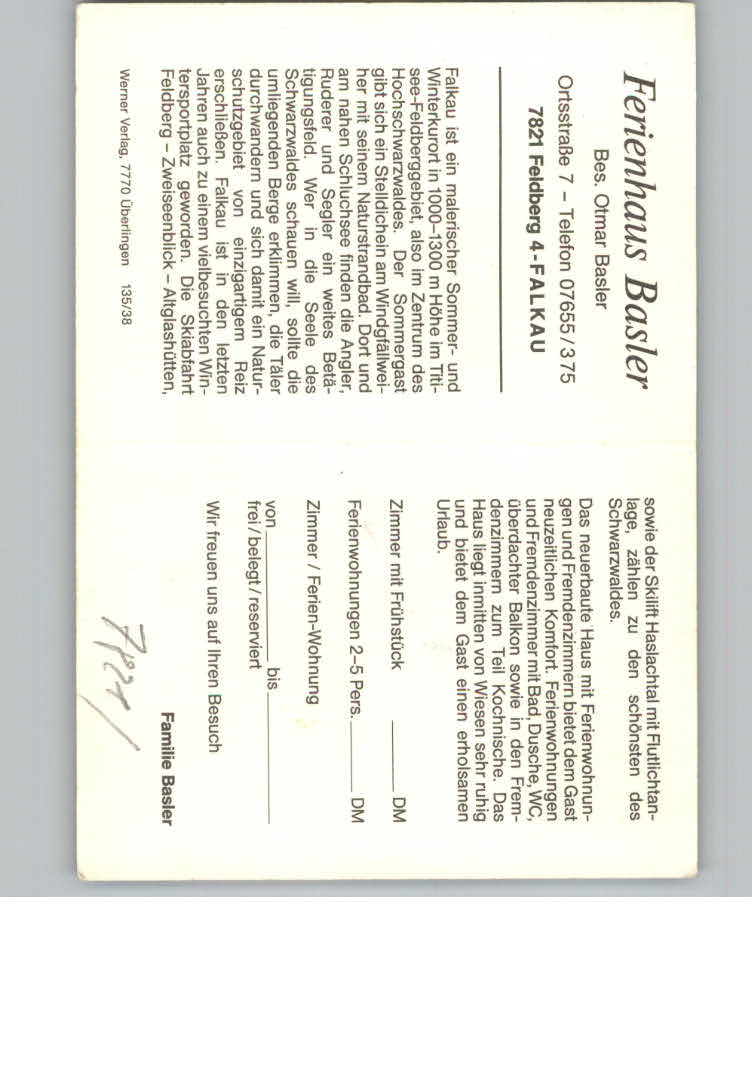 Ferienhaus Basler
Bes. Otmar Basler
Ortsstraße 7 – Telefon 07655/375
7821 Feldberg 4-FALKAU
Falkau ist ein malerischer Sommer- und
Winterkurort in 1000–1300 m Höhe im Titi-
see-Feldberggebiet, also im Zentrum des
Hochschwarzwaldes. Der Sommergast
gibt sich ein Stelldichein am Windgfällwei-
her mit seinem Naturstrandbad. Dort und
am nahen Schluchsee finden die Angler,
Ruderer und Segler ein weites Betä-
tigungsfeld. Wer in die Seele des
Schwarzwaldes schauen will, sollte die
umliegenden Berge erklimmen, die Täler
durchwandern und sich damit ein Natur-
schutzgebiet von einzigartigem Reiz
erschließen. Falkau ist in den letzten
Jahren auch zu einem vielbesuchten Win-
tersportplatz geworden. Die Skiabfahrt
Feldberg – Zweiseenblick – Altglashütten,
Werner Verlag, 7770 Überlingen 135/38
sowie der Skilift Haslachtal mit Flutlichtan-
lage, zählen zu den schönsten des
Schwarzwaldes.
Das neuerbaute Haus mit Ferienwohnun-
gen und Fremdenzimmern bietet dem Gast
neuzeitlichen Komfort. Ferienwohnungen
und Fremdenzimmer mit Bad, Dusche, WC,
überdachter Balkon sowie in den Frem-
denzimmern zum Teil Kochnische. Das
Haus liegt inmitten von Wiesen sehr ruhig
und bietet dem Gast einen erholsamen
Urlaub.
Zimmer mit Frühstück ______ DM
Ferienwohnungen 2–5 Pers. ______ DM
Zimmer / Ferien-Wohnung
von ______ bis ______
frei/belegt/reserviert
Wir freuen uns auf Ihren Besuch
Familie Basler